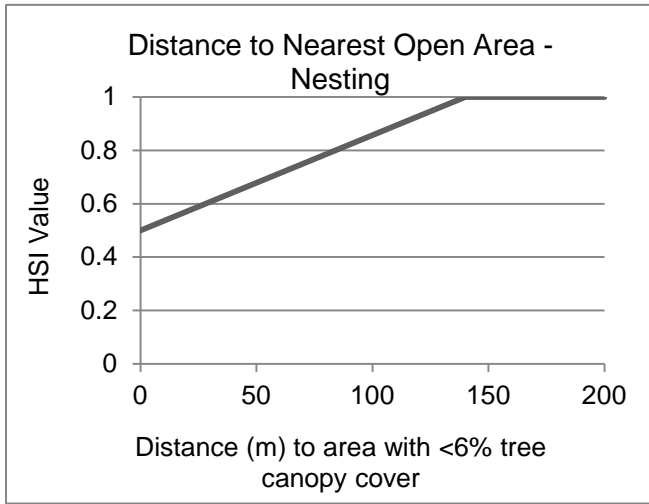 Distance to Nearest Open Area -
Nesting
1
0.8
0.6
0.4
0.2
0
HSI Value
0 50 100 150 200
Distance (m) to area with <6% tree
canopy cover